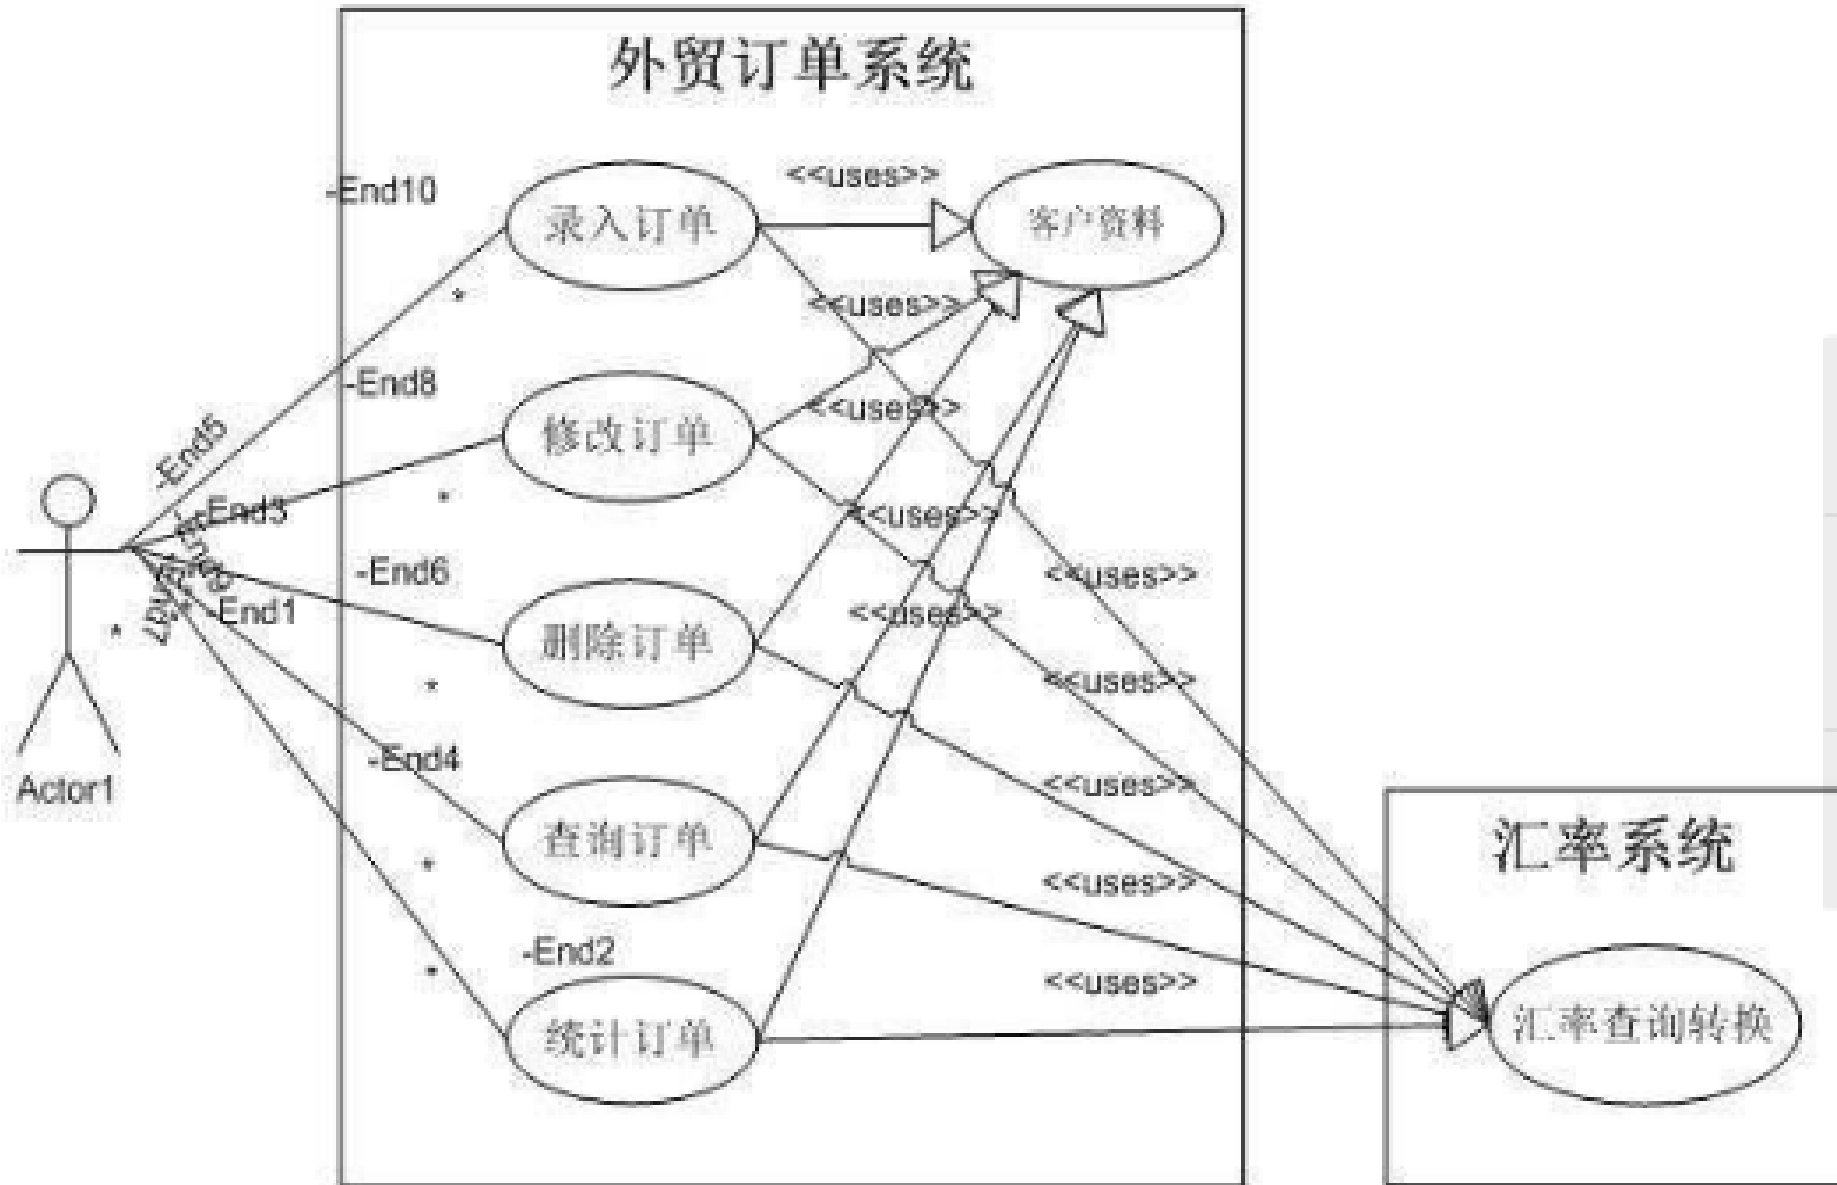 外贸订单系统
<<uses>>
-End10
录入订单
客户资料
*
<<uses>>
-End8
<<uses>>
修改订单
-End5
*
-End3
<<uses>>
-End6
<<uses>>
-End1
<<uses>>
*
删除订单
*
<<uses>>
-End4
Actor1
<<uses>>
查询订单
汇率系统
*
<<uses>>
-End2
*
<<uses>>
统计订单
汇率查询转换